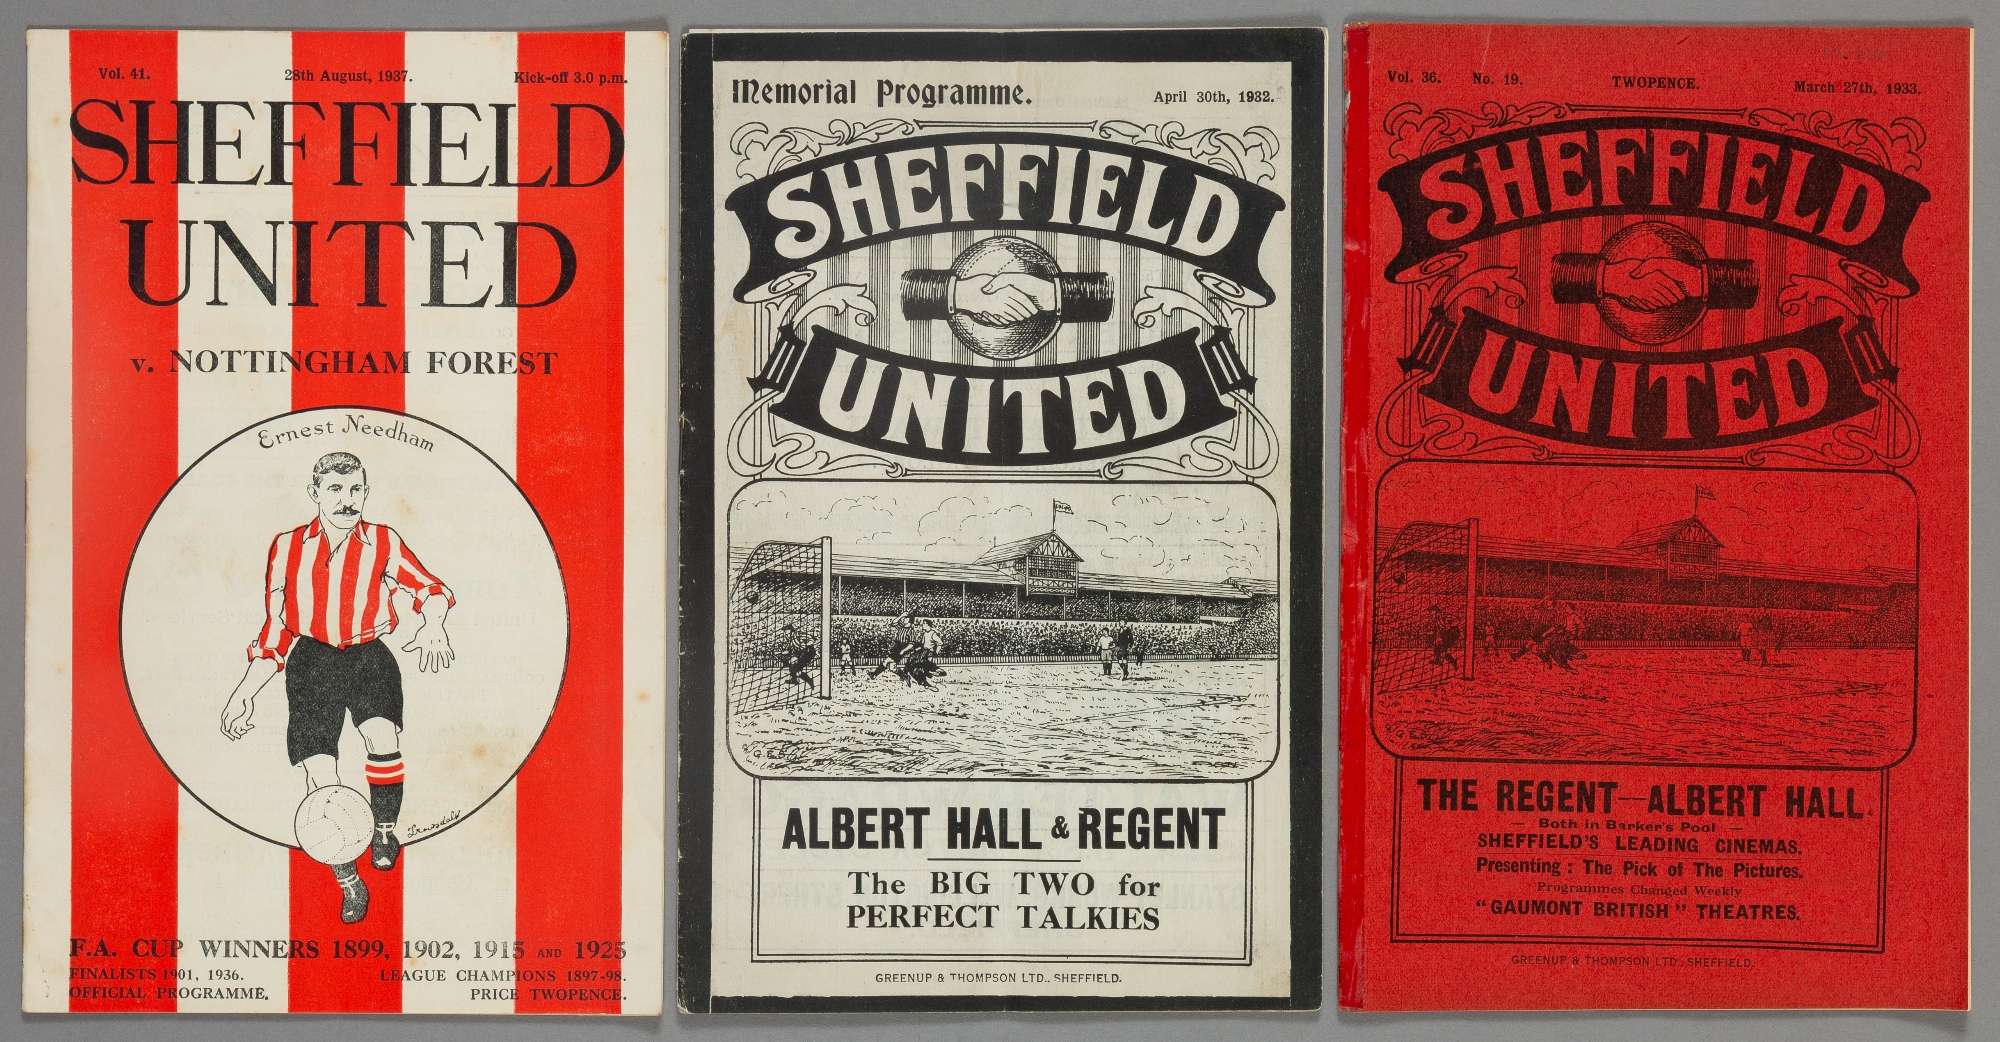 Vol. 41. 28th August, 1937. Kick-off 3.0 p.m.
SHEFFIELD
UNITED
v. NOTTINGHAM FOREST
Ernest Needham
Trousdale
F.A. CUP WINNERS 1899, 1902, 1915 AND 1925
FINALISTS 1901, 1936. LEAGUE CHAMPIONS 1897-98.
OFFICIAL PROGRAMME. PRICE TWOPENCE.
Memorial Programme. April 30th, 1932.
SHEFFIELD
UNITED
ALBERT HALL & REGENT
The BIG TWO for
PERFECT TALKIES
GREENUP & THOMPSON LTD., SHEFFIELD.
Vol. 36. No. 19. TWOPENCE. March 27th, 1933.
SHEFFIELD
UNITED
THE REGENT—ALBERT HALL.
— Both in Barker's Pool —
SHEFFIELD'S LEADING CINEMAS.
Presenting : The Pick of The Pictures.
Programmes Changed Weekly
"GAUMONT BRITISH" THEATRES.
GREENUP & THOMPSON LTD., SHEFFIELD.